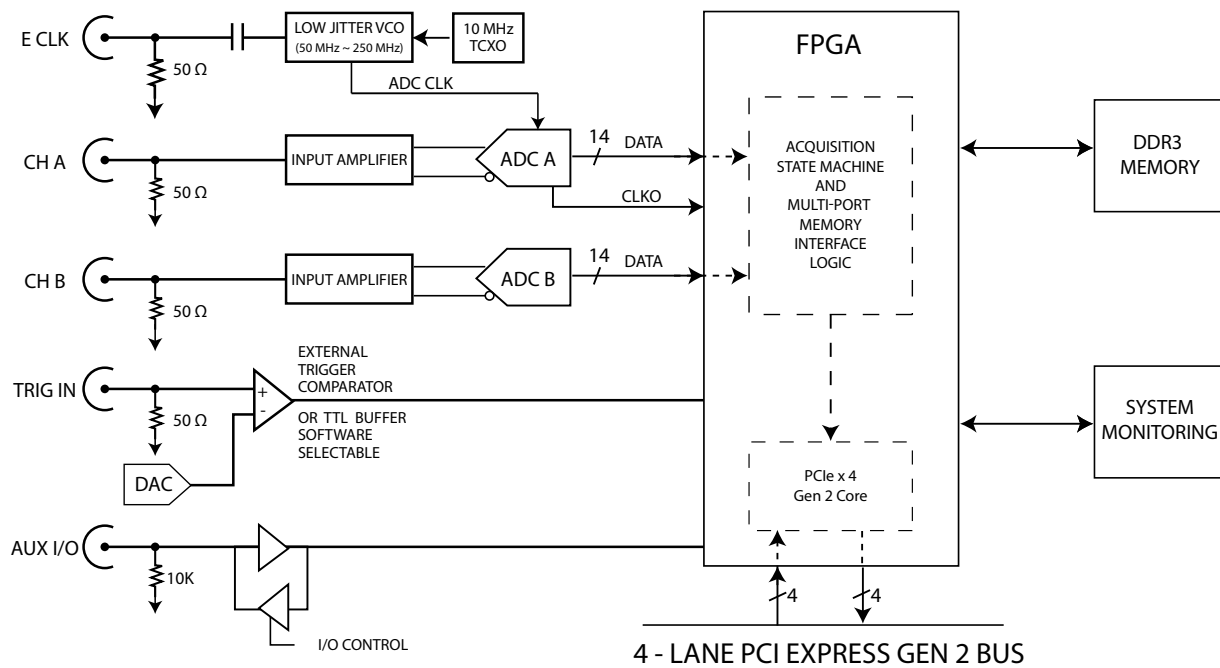 E CLK
50 Ω
LOW JITTER VCO
(50 MHz ~ 250 MHz)
10 MHz
TCXO
ADC CLK
CH A
50 Ω
INPUT AMPLIFIER
ADC A
14
DATA
CLKO
CH B
50 Ω
INPUT AMPLIFIER
ADC B
14
DATA
TRIG IN
50 Ω
+
-
DAC
EXTERNAL
TRIGGER
COMPARATOR
OR TTL BUFFER
SOFTWARE
SELECTABLE
AUX I/O
10K
I/O CONTROL
FPGA
ACQUISITION
STATE MACHINE
AND
MULTI-PORT
MEMORY
INTERFACE
LOGIC
PCIe x 4
Gen 2 Core
DDR3
MEMORY
SYSTEM
MONITORING
4
4
4 - LANE PCI EXPRESS GEN 2 BUS